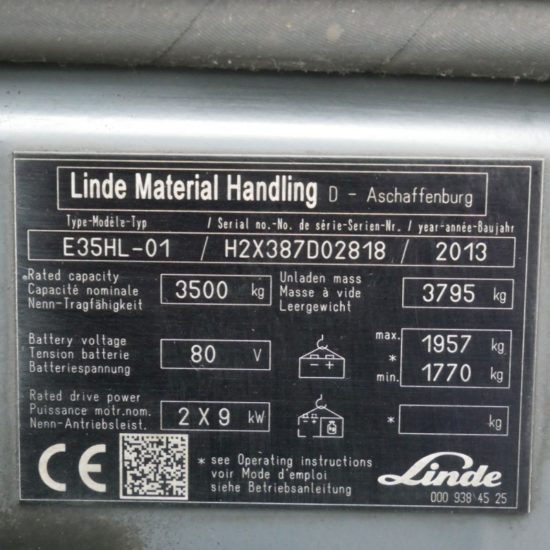 Linde Material Handling D - Aschaffenburg
Type-Modèle-Typ / Serial no.-No. de série-Serien-Nr. / year-année-Baujahr
E35HL-01 / H2X387D02818 / 2013
Rated capacity
Capacité nominale
Nenn-Tragfähigkeit
3500 kg
Unladen mass
Masse à vide
Leergewicht
3795 kg
Battery voltage
Tension batterie
Batteriespannung
80 V
max. 1957 kg
*
min. 1770 kg
Rated drive power
Puissance motr.nom.
Nenn-Antriebsleist.
2 X 9 kW
* kg
CE
* see Operating instructions
voir Mode d'emploi
siehe Betriebsanleitung
Linde
000 938 45 25